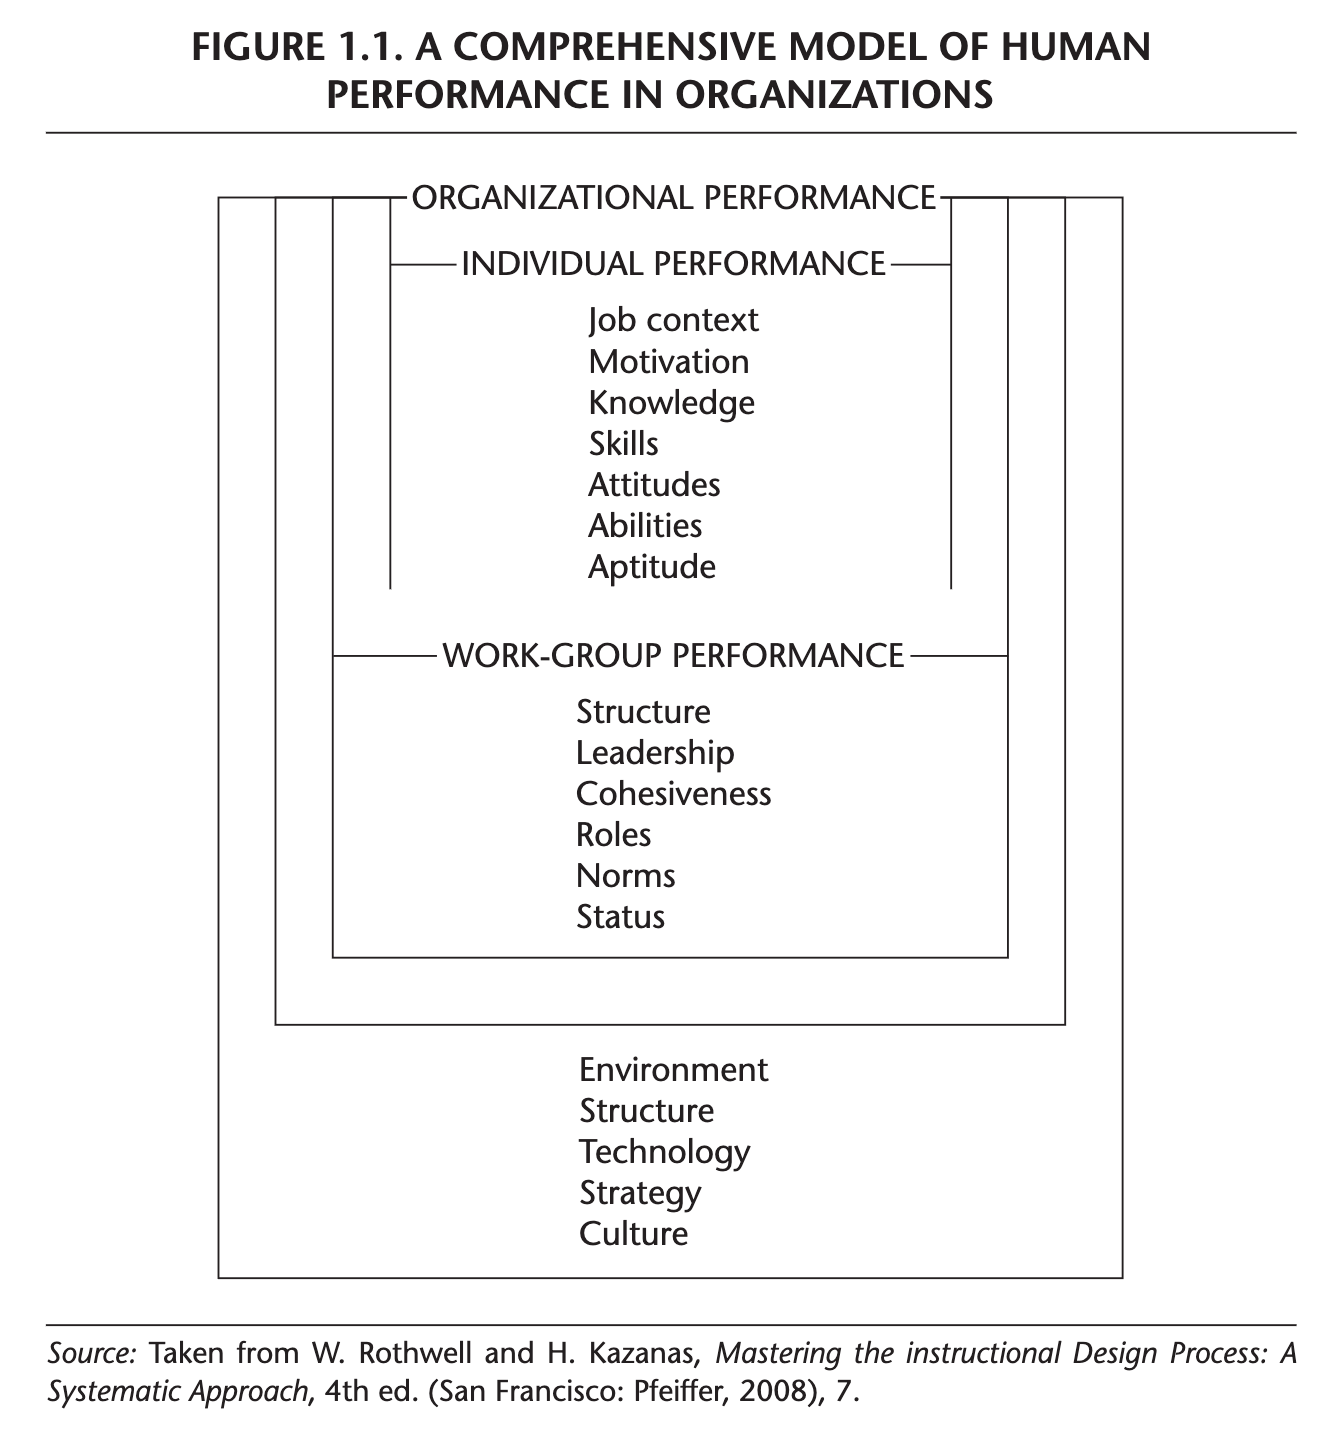 FIGURE 1.1. A COMPREHENSIVE MODEL OF HUMAN
PERFORMANCE IN ORGANIZATIONS
ORGANIZATIONAL PERFORMANCE
INDIVIDUAL PERFORMANCE
Job context
Motivation
Knowledge
Skills
Attitudes
Abilities
Aptitude
WORK-GROUP PERFORMANCE
Structure
Leadership
Cohesiveness
Roles
Norms
Status
Environment
Structure
Technology
Strategy
Culture
Source: Taken from W. Rothwell and H. Kazanas, Mastering the instructional Design Process: A
Systematic Approach, 4th ed. (San Francisco: Pfeiffer, 2008), 7.